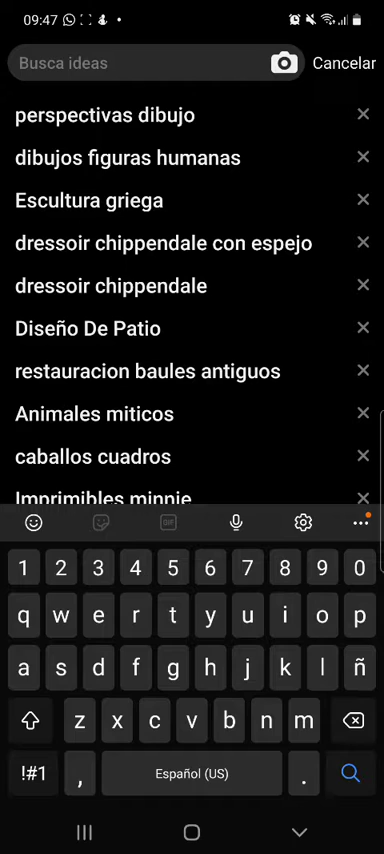 09:47
Busca ideas
Cancelar
perspectivas dibujo
dibujos figuras humanas
Escultura griega
dressoir chippendale con espejo
dressoir chippendale
Diseño De Patio
restauracion baules antiguos
Animales miticos
caballos cuadros
Imprimibles minnie
GIF
1 2 3 4 5 6 7 8 9 0
q w e r t y u i o p
a s d f g h j k l ñ
z x c v b n m
!#1 , Español (US) .